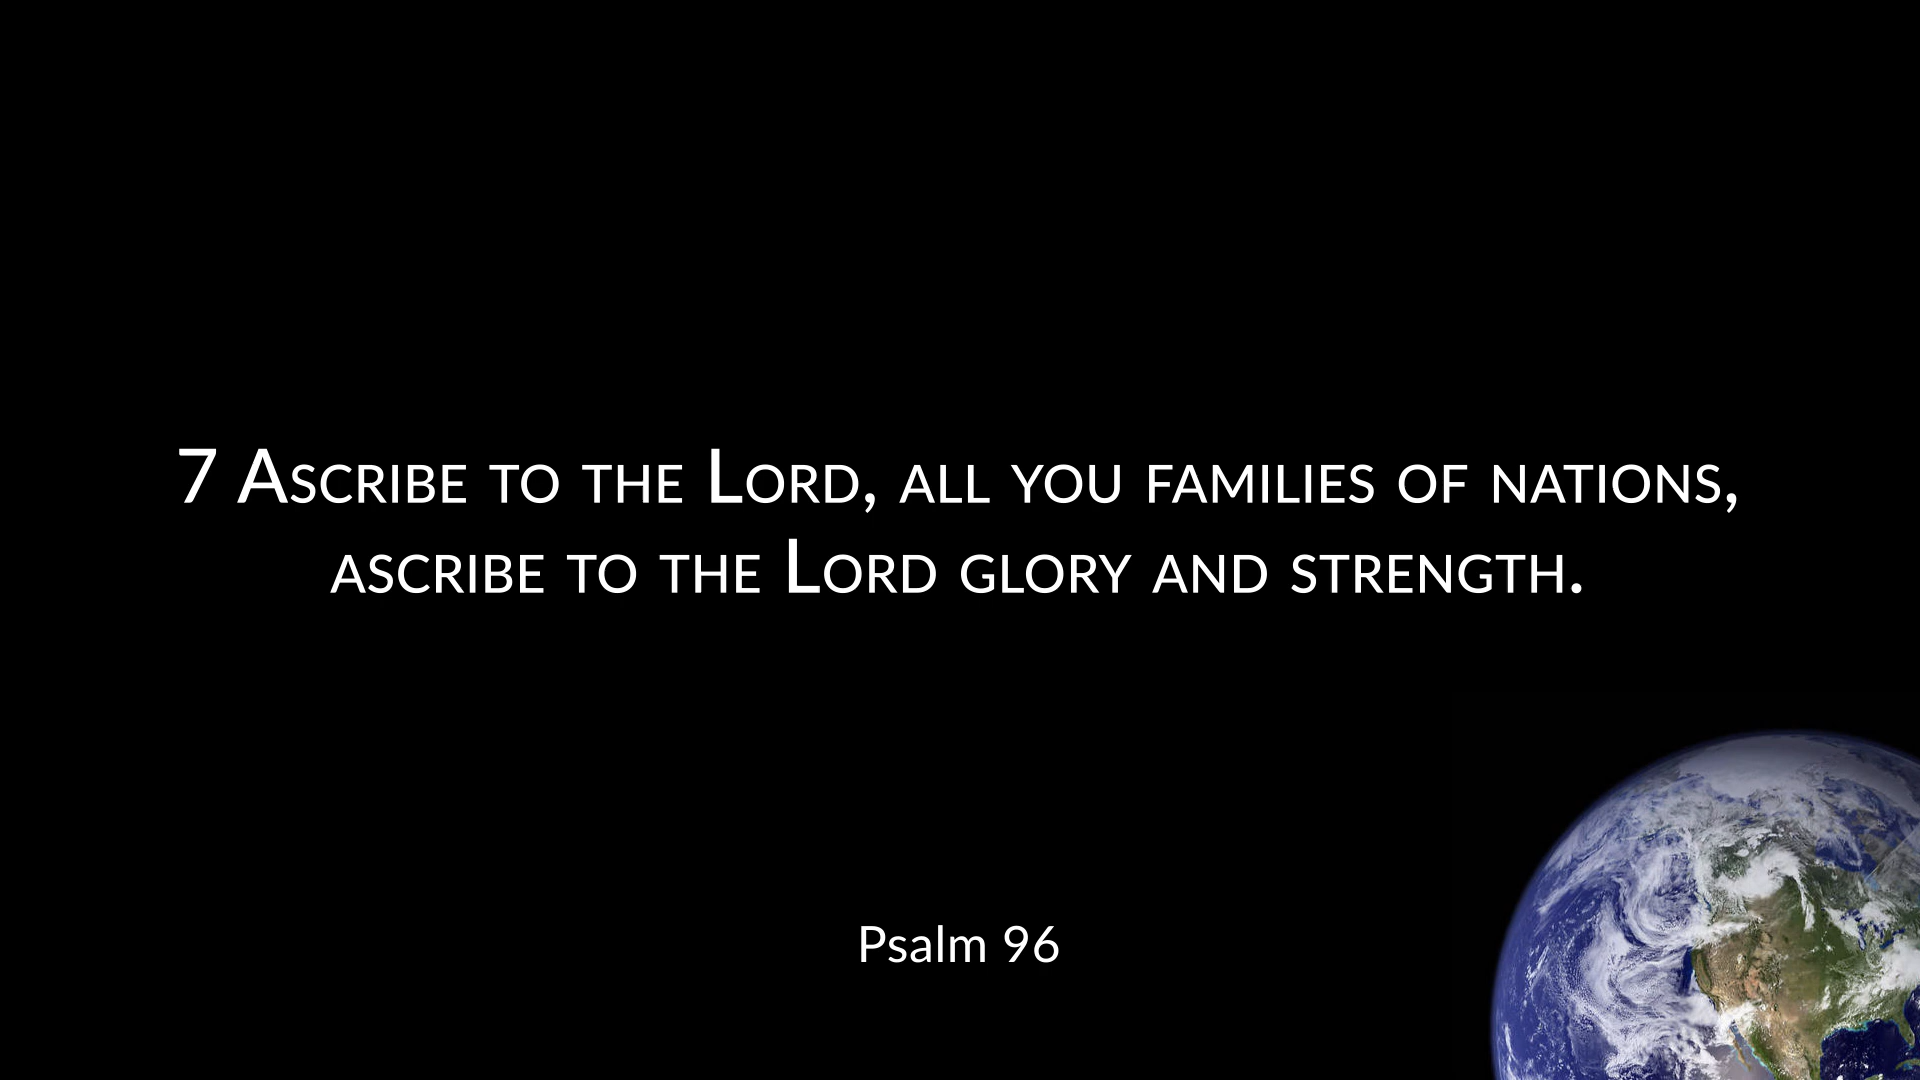 7 Ascribe to the Lord, all you families of nations,
ascribe to the Lord glory and strength.
Psalm 96